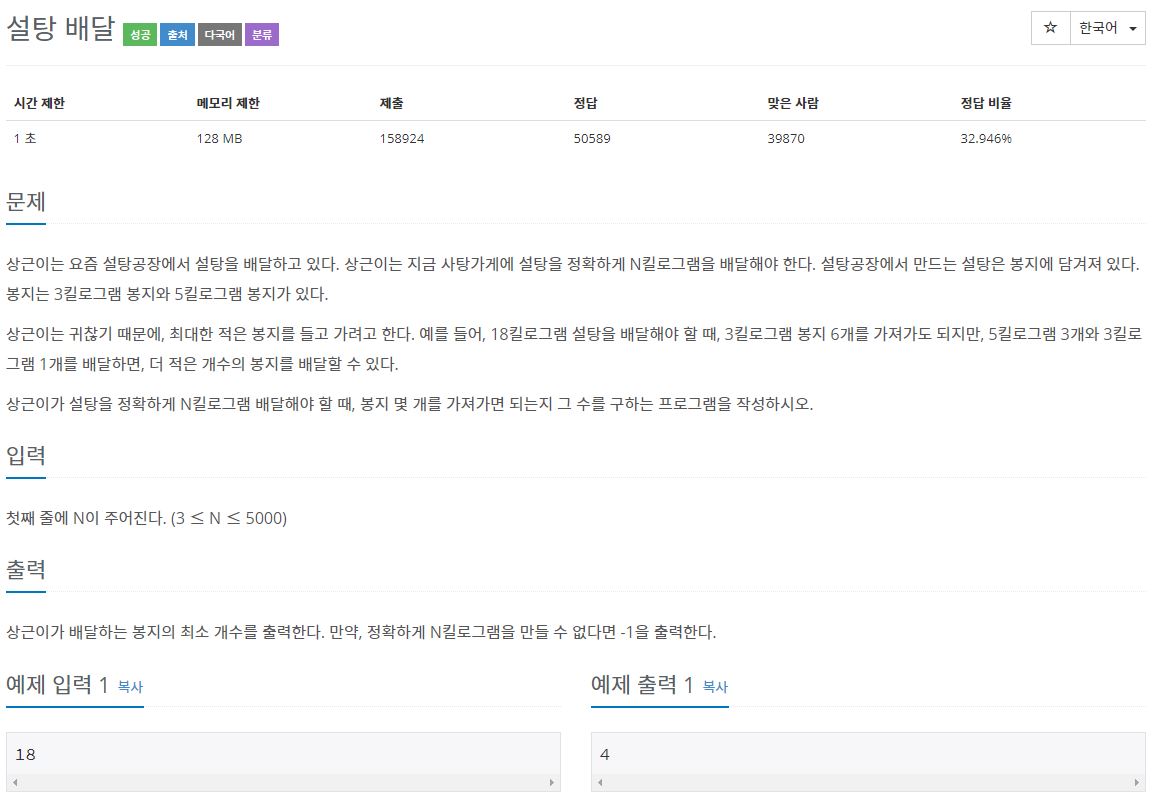 설탕 배달 성공 출처 다국어 분류 ☆ 한국어
시간 제한 메모리 제한 제출 정답 맞은 사람 정답 비율
1 초 128 MB 158924 50589 39870 32.946%
문제
상근이는 요즘 설탕공장에서 설탕을 배달하고 있다. 상근이는 지금 사탕가게에 설탕을 정확하게 N킬로그램을 배달해야 한다. 설탕공장에서 만드는 설탕은 봉지에 담겨져 있다.
봉지는 3킬로그램 봉지와 5킬로그램 봉지가 있다.
상근이는 귀찮기 때문에, 최대한 적은 봉지를 들고 가려고 한다. 예를 들어, 18킬로그램 설탕을 배달해야 할 때, 3킬로그램 봉지 6개를 가져가도 되지만, 5킬로그램 3개와 3킬로
그램 1개를 배달하면, 더 적은 개수의 봉지를 배달할 수 있다.
상근이가 설탕을 정확하게 N킬로그램 배달해야 할 때, 봉지 몇 개를 가져가면 되는지 그 수를 구하는 프로그램을 작성하시오.
입력
첫째 줄에 N이 주어진다. (3 ≤ N ≤ 5000)
출력
상근이가 배달하는 봉지의 최소 개수를 출력한다. 만약, 정확하게 N킬로그램을 만들 수 없다면 -1을 출력한다.
예제 입력 1 복사
18
예제 출력 1 복사
4